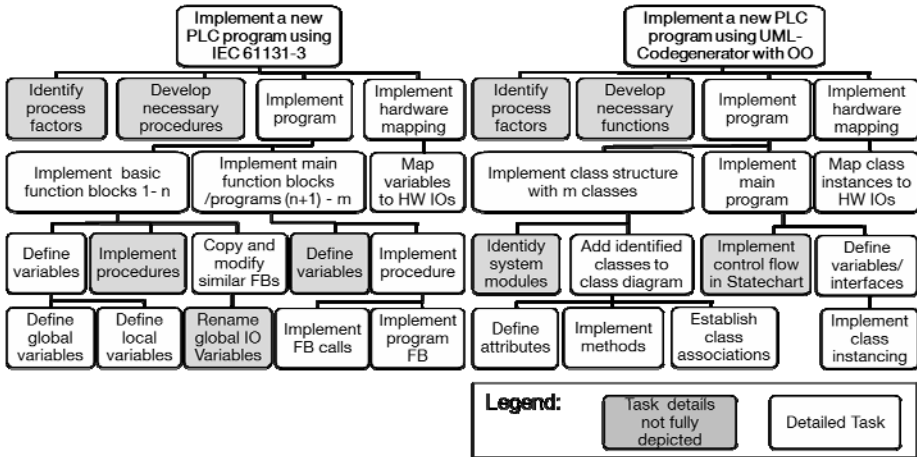 Implement a new
PLC program using
IEC 61131-3
Implement a new PLC
program using UML-
Codegenerator with OO
Identify
process
factors
Develop
necessary
procedures
Implement
program
Implement
hardware
mapping
Identify
process
factors
Develop
necessary
functions
Implement
program
Implement
hardware
mapping
Implement basic
function blocks 1- n
Implement main
function blocks
/programs (n+1) - m
Map
variables
to HW IOs
Implement class structure
with m classes
Implement
main
program
Map class
instances to
HW IOs
Define
variables
Implement
procedures
Copy and
modify
similar FBs
Define
variables
Implement
procedure
Identidy
system
modules
Add identified
classes to
class diagram
Implement
control flow
in Statechart
Define
variables/
interfaces
Define
global
variables
Define
local
variables
Rename
global IO
Variables
Implement
FB calls
Implement
program
FB
Define
attributes
Implement
methods
Establish
class
associations
Implement
class
instancing
Legend:
Task details
not fully
depicted
Detailed Task